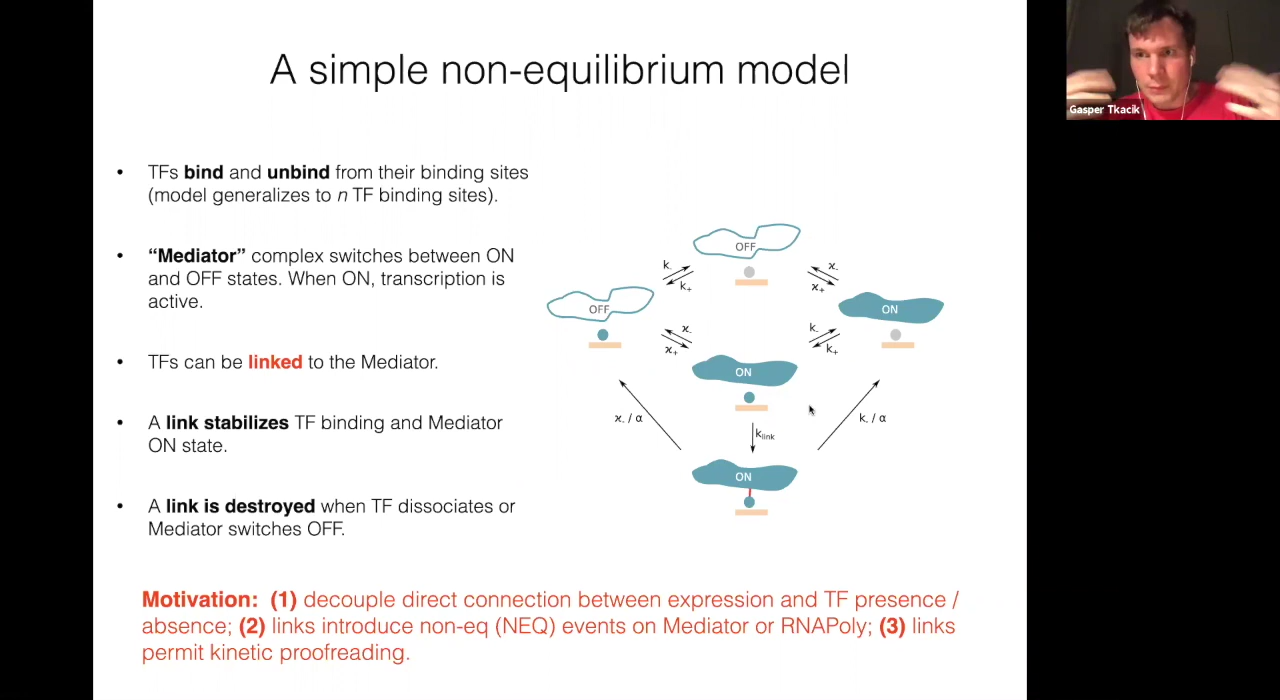 A simple non-equilibrium model
Gasper Tkacik
• TFs bind and unbind from their binding sites
(model generalizes to n TF binding sites).
• “Mediator” complex switches between ON
and OFF states. When ON, transcription is
active.
• TFs can be linked to the Mediator.
• A link stabilizes TF binding and Mediator
ON state.
• A link is destroyed when TF dissociates or
Mediator switches OFF.
OFF
k-
k+
ϰ-
ϰ+
OFF
ON
ϰ-
ϰ+
k-
k+
ON
ϰ- / α
klink
k- / α
ON
Motivation: (1) decouple direct connection between expression and TF presence /
absence; (2) links introduce non-eq (NEQ) events on Mediator or RNAPoly; (3) links
permit kinetic proofreading.